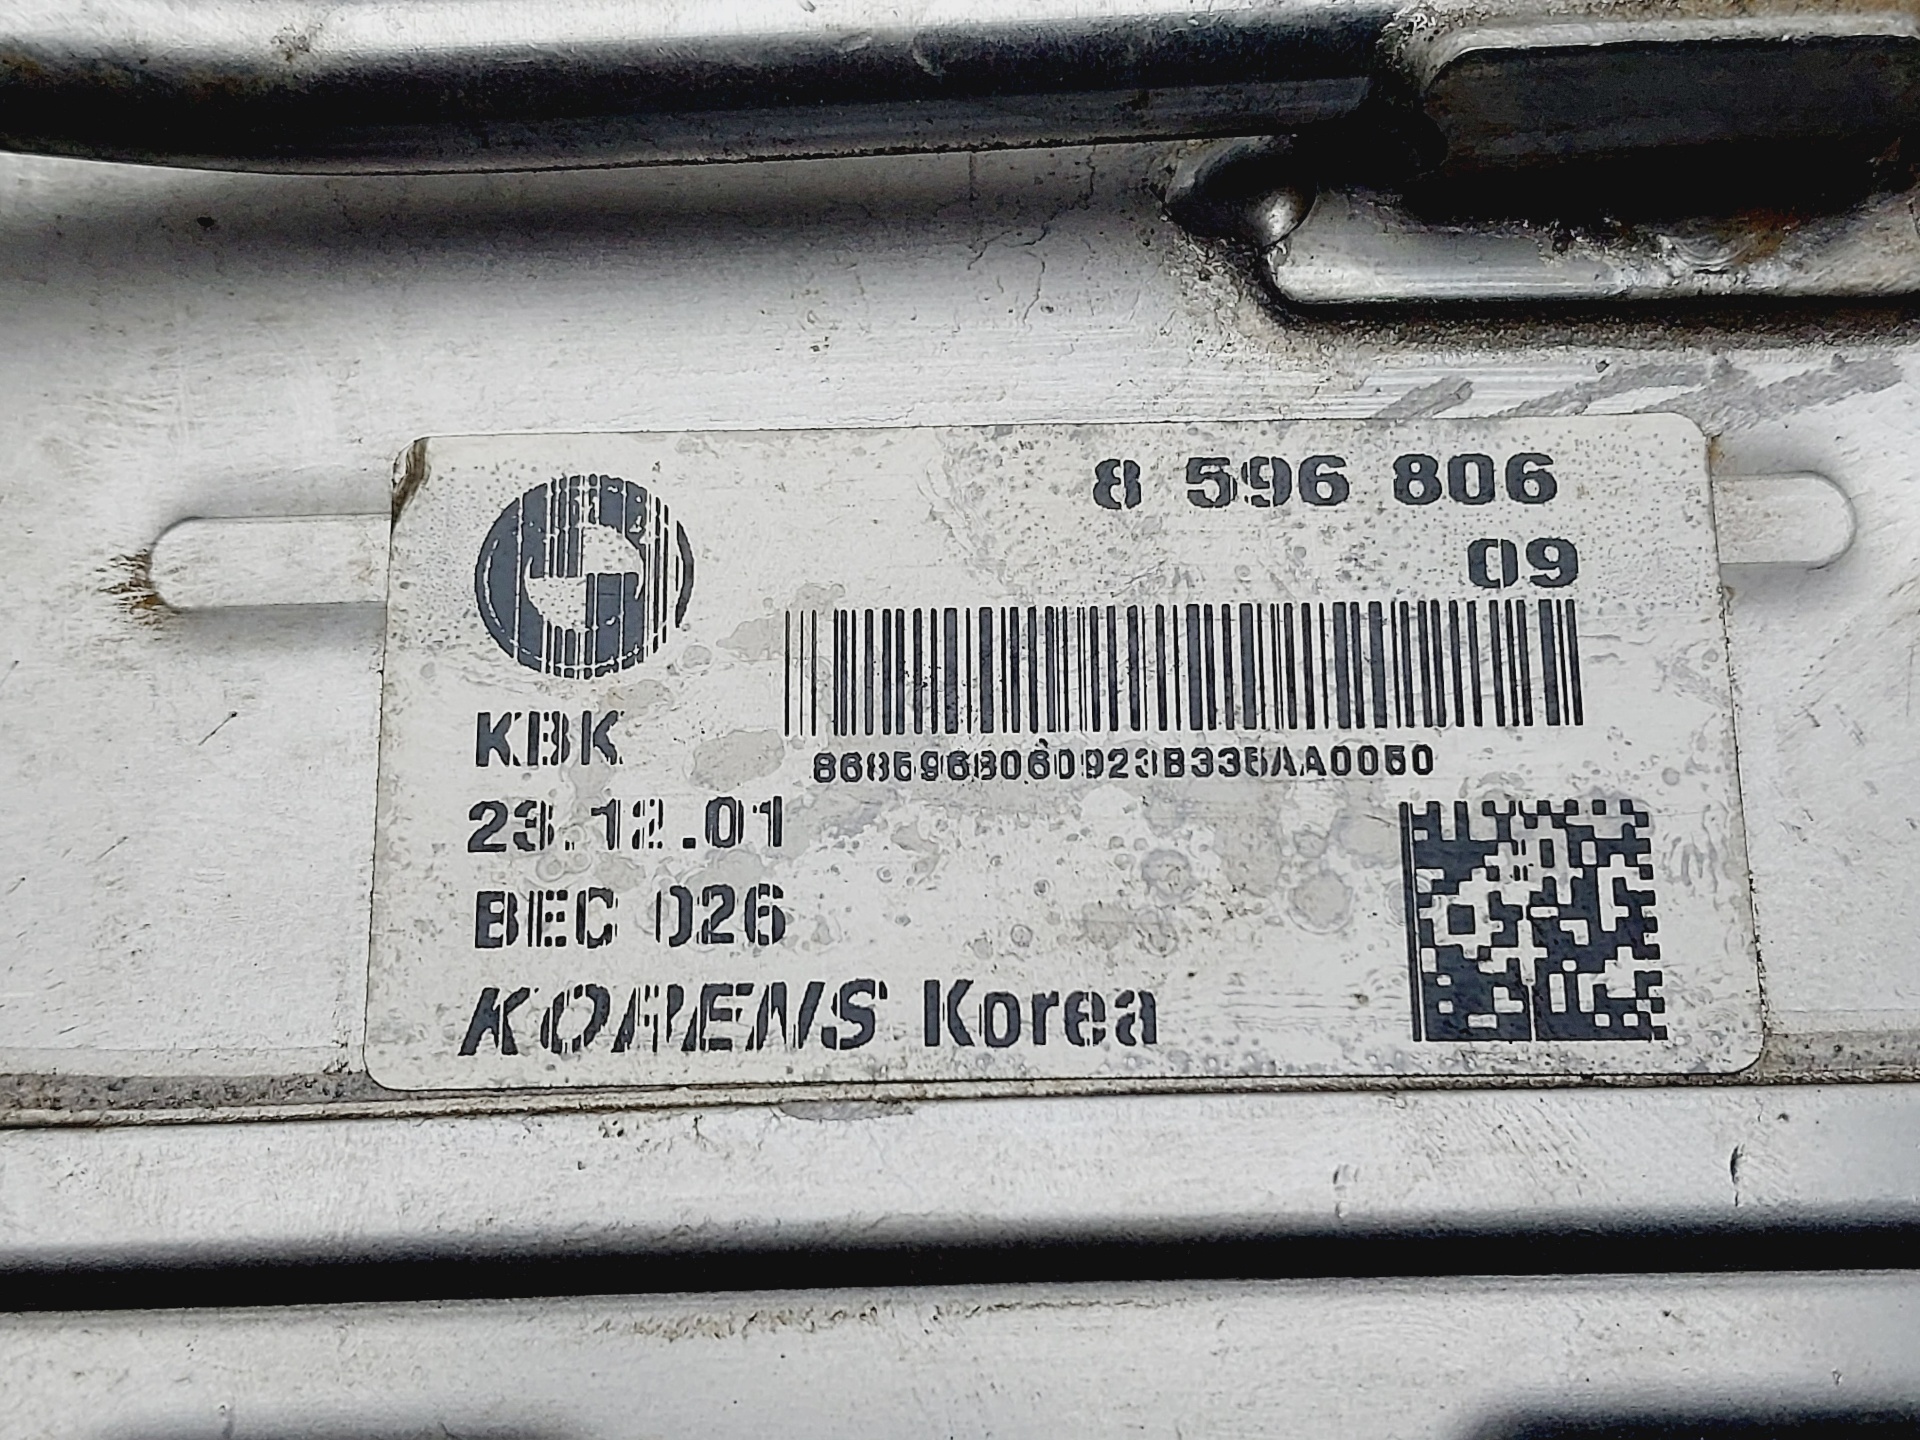 8 596 806
09
8685968060923B335AA0050
KBK
23.12.01
BEC 026
KORENS Korea